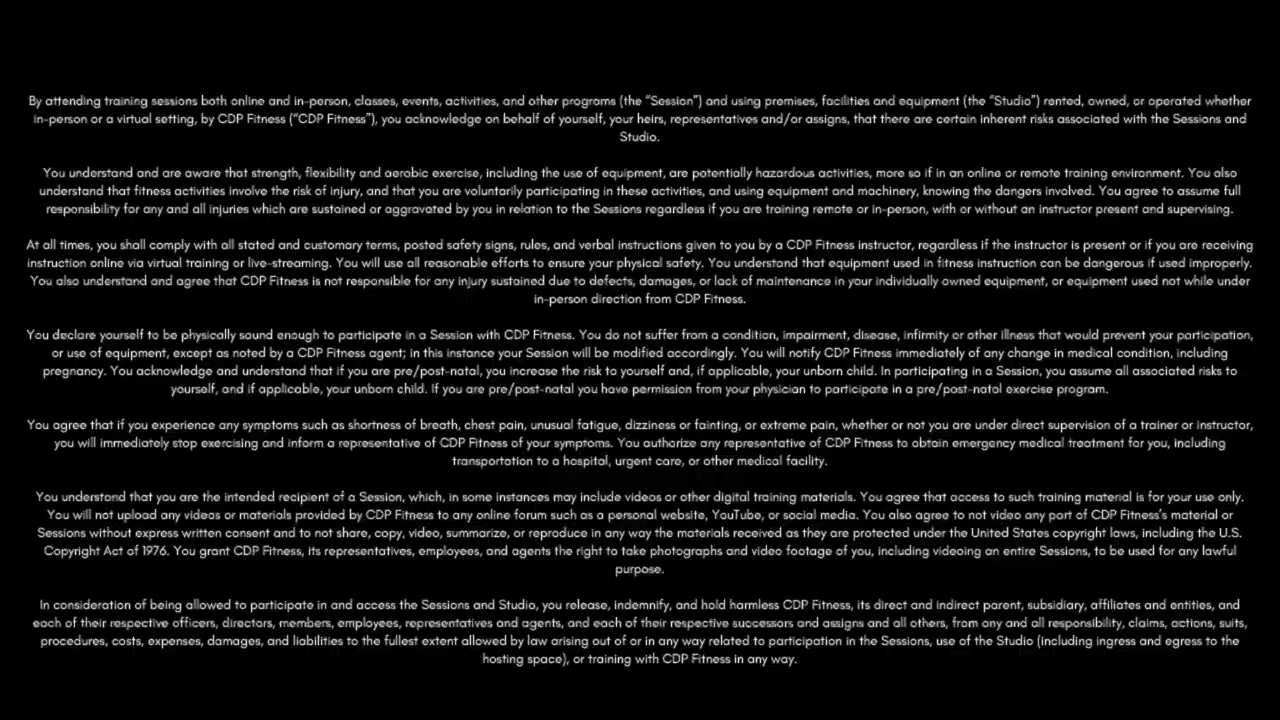 By attending training sessions both online and in-person, classes, events, activities, and other programs (the “Session”) and using premises, facilities and equipment (the “Studio”) rented, owned, or operated whether
in-person or a virtual setting, by CDP Fitness (“CDP Fitness”), you acknowledge on behalf of yourself, your heirs, representatives and/or assigns, that there are certain inherent risks associated with the Sessions and
Studio.
You understand and are aware that strength, flexibility and aerobic exercise, including the use of equipment, are potentially hazardous activities, more so if in an online or remote training environment. You also
understand that fitness activities involve the risk of injury, and that you are voluntarily participating in these activities, and using equipment and machinery, knowing the dangers involved. You agree to assume full
responsibility for any and all injuries which are sustained or aggravated by you in relation to the Sessions regardless if you are training remote or in-person, with or without an instructor present and supervising.
At all times, you shall comply with all stated and customary terms, posted safety signs, rules, and verbal instructions given to you by a CDP Fitness instructor, regardless if the instructor is present or if you are receiving
instruction online via virtual training or live-streaming. You will use all reasonable efforts to ensure your physical safety. You understand that equipment used in fitness instruction can be dangerous if used improperly.
You also understand and agree that CDP Fitness is not responsible for any injury sustained due to defects, damages, or lack of maintenance in your individually owned equipment, or equipment used not while under
in-person direction from CDP Fitness.
You declare yourself to be physically sound enough to participate in a Session with CDP Fitness. You do not suffer from a condition, impairment, disease, infirmity or other illness that would prevent your participation,
or use of equipment, except as noted by a CDP Fitness agent; in this instance your Session will be modified accordingly. You will notify CDP Fitness immediately of any change in medical condition, including
pregnancy. You acknowledge and understand that if you are pre/post-natal, you increase the risk to yourself and, if applicable, your unborn child. In participating in a Session, you assume all associated risks to
yourself, and if applicable, your unborn child. If you are pre/post-natal you have permission from your physician to participate in a pre/post-natal exercise program.
You agree that if you experience any symptoms such as shortness of breath, chest pain, unusual fatigue, dizziness or fainting, or extreme pain, whether or not you are under direct supervision of a trainer or instructor,
you will immediately stop exercising and inform a representative of CDP Fitness of your symptoms. You authorize any representative of CDP Fitness to obtain emergency medical treatment for you, including
transportation to a hospital, urgent care, or other medical facility.
You understand that you are the intended recipient of a Session, which, in some instances may include videos or other digital training materials. You agree that access to such training material is for your use only.
You will not upload any videos or materials provided by CDP Fitness to any online forum such as a personal website, YouTube, or social media. You also agree to not video any part of CDP Fitness’s material or
Sessions without express written consent and to not share, copy, video, summarize, or reproduce in any way the materials received as they are protected under the United States copyright laws, including the U.S.
Copyright Act of 1976. You grant CDP Fitness, its representatives, employees, and agents the right to take photographs and video footage of you, including videoing an entire Sessions, to be used for any lawful
purpose.
In consideration of being allowed to participate in and access the Sessions and Studio, you release, indemnify, and hold harmless CDP Fitness, its direct and indirect parent, subsidiary, affiliates and entities, and
each of their respective officers, directors, members, employees, representatives and agents, and each of their respective successors and assigns and all others, from any and all responsibility, claims, actions, suits,
procedures, costs, expenses, damages, and liabilities to the fullest extent allowed by law arising out of or in any way related to participation in the Sessions, use of the Studio (including ingress and egress to the
hosting space), or training with CDP Fitness in any way.